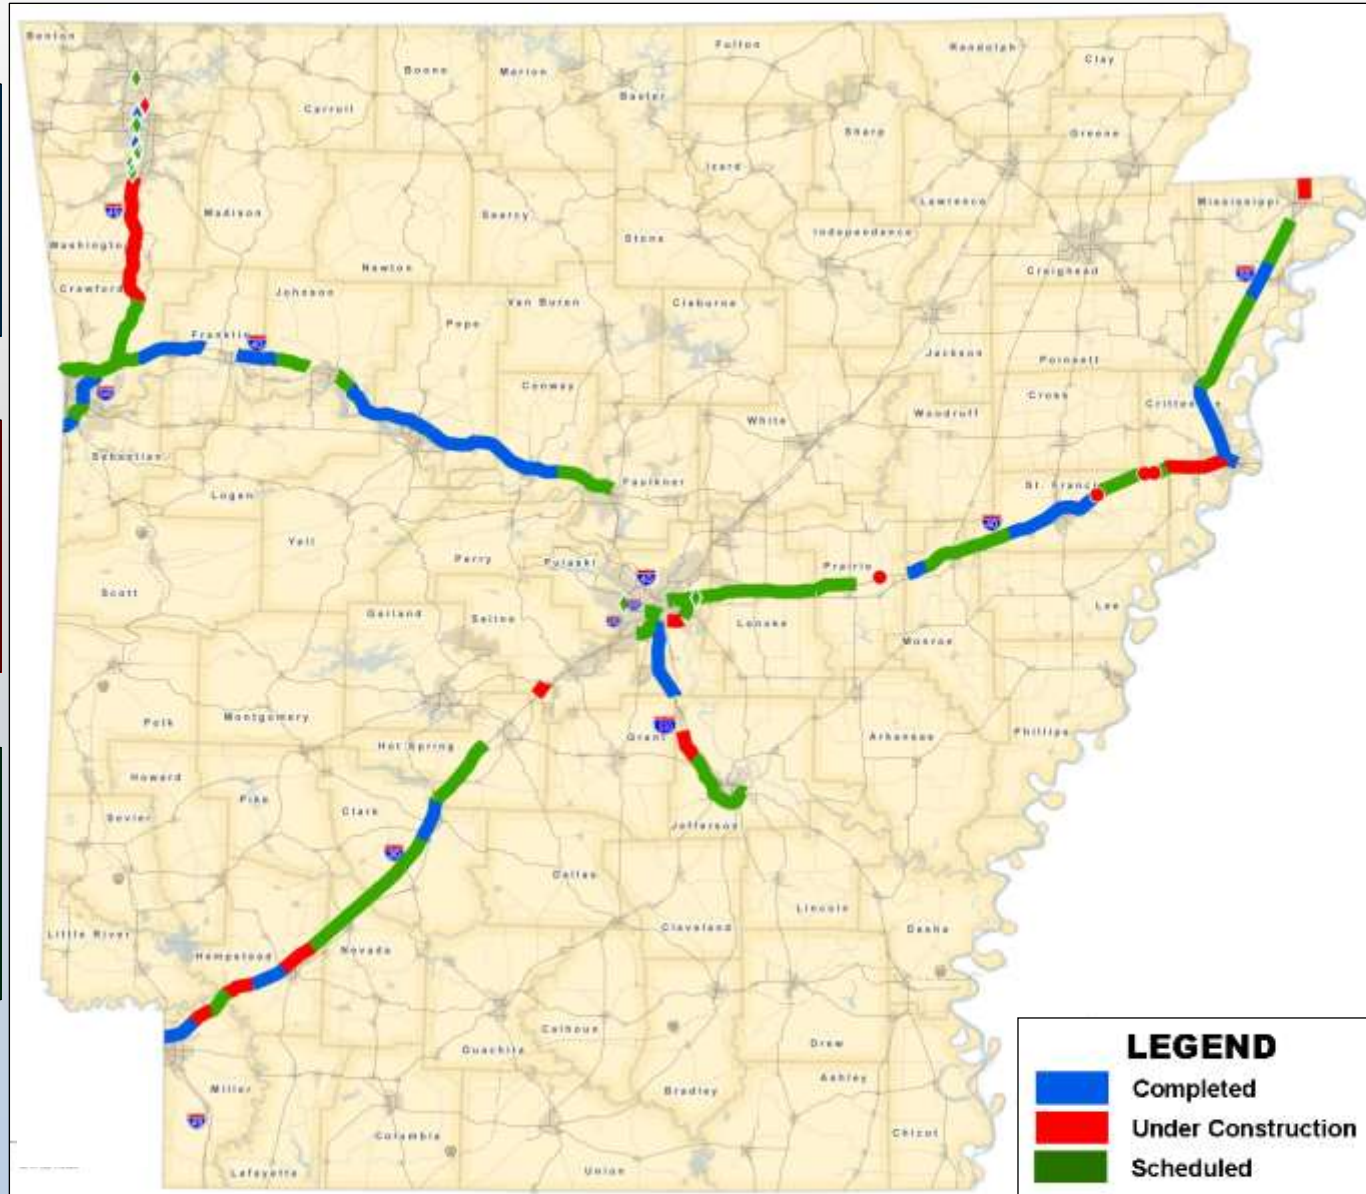 Benton
Fulton
Randolph
Clay
Boone
Marion
Baxter
Carroll
Sharp
Greene
Izard
Lawrence
Mississippi
Madison
Searcy
Stone
Independence
Washington
Newton
Craighead
Crawford
Johnson
Van Buren
Cleburne
Franklin
40
Pope
Jackson
Poinsett
Conway
Cross
Crittenden
White
Woodruff
Sebastian
Faulkner
Logan
St. Francis
Yell
Perry
Pulaski
Prairie
Scott
Garland
Saline
Lonoke
Lee
Monroe
Polk
Montgomery
Grant
Arkansas
Phillips
Hot Spring
Howard
Pike
Clark
Sevier
Jefferson
Dallas
Lincoln
Little River
Cleveland
Desha
Hempstead
Nevada
Calhoun
Drew
Ouachita
Ashley
Miller
Bradley
Columbia
Chicot
Lafayette
Union
LEGEND
Completed
Under Construction
Scheduled